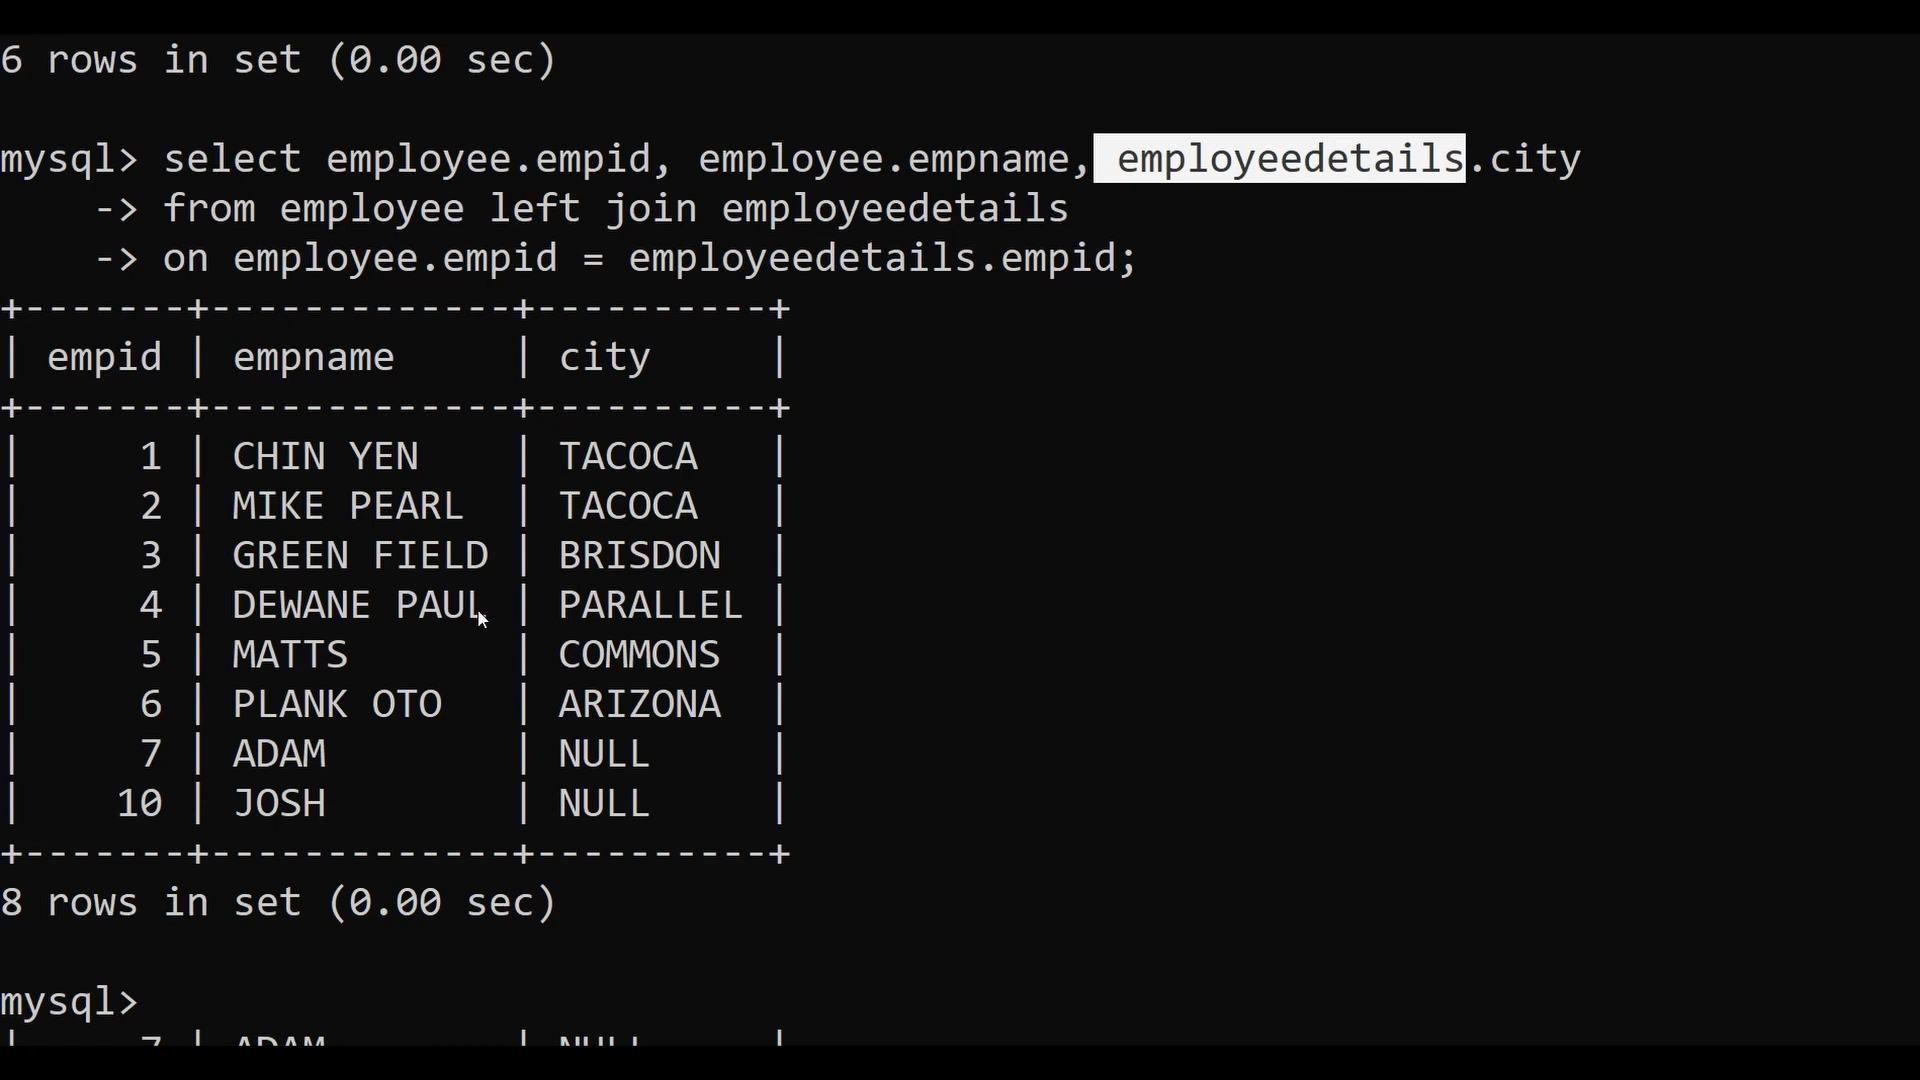 6 rows in set (0.00 sec)
mysql> select employee.empid, employee.empname, employeedetails.city
    -> from employee left join employeedetails
    -> on employee.empid = employeedetails.empid;
+-------+-------------+----------+
| empid | empname     | city     |
+-------+-------------+----------+
|     1 | CHIN YEN    | TACOCA   |
|     2 | MIKE PEARL  | TACOCA   |
|     3 | GREEN FIELD | BRISDON  |
|     4 | DEWANE PAUL | PARALLEL |
|     5 | MATTS       | COMMONS  |
|     6 | PLANK OTO   | ARIZONA  |
|     7 | ADAM        | NULL     |
|    10 | JOSH        | NULL     |
+-------+-------------+----------+
8 rows in set (0.00 sec)
mysql>
|     7 | ADAM        | NULL     |